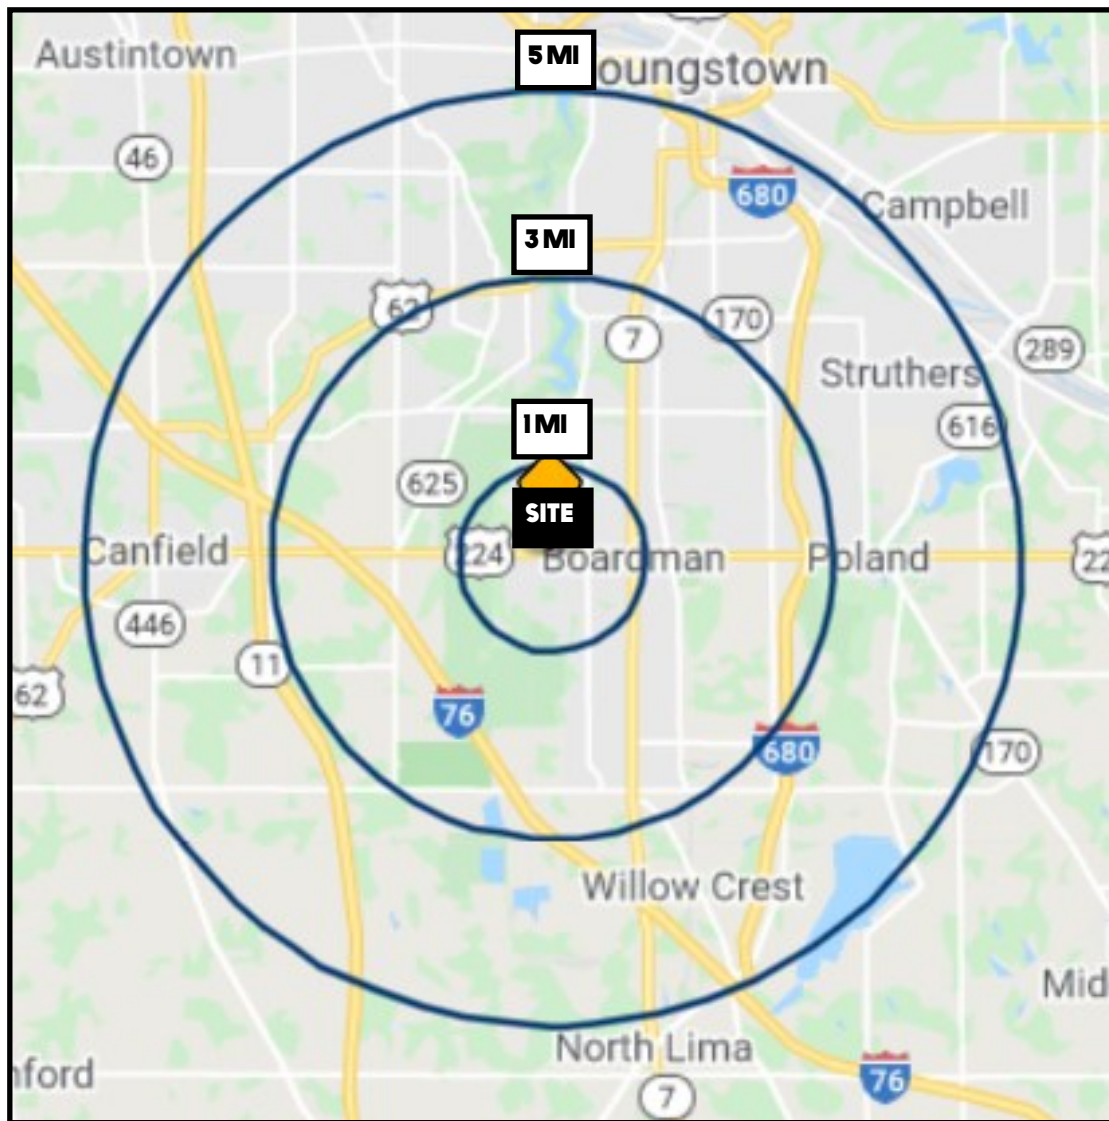 Austintown
5 MI
oungstown
46
680
Campbell
3 MI
62
7
170
289
Struthers
1 MI
616
625
SITE
Canfield
224
Boardman
Poland
22
446
11
62
76
680
170
Willow Crest
Mid
North Lima
nford
76
7